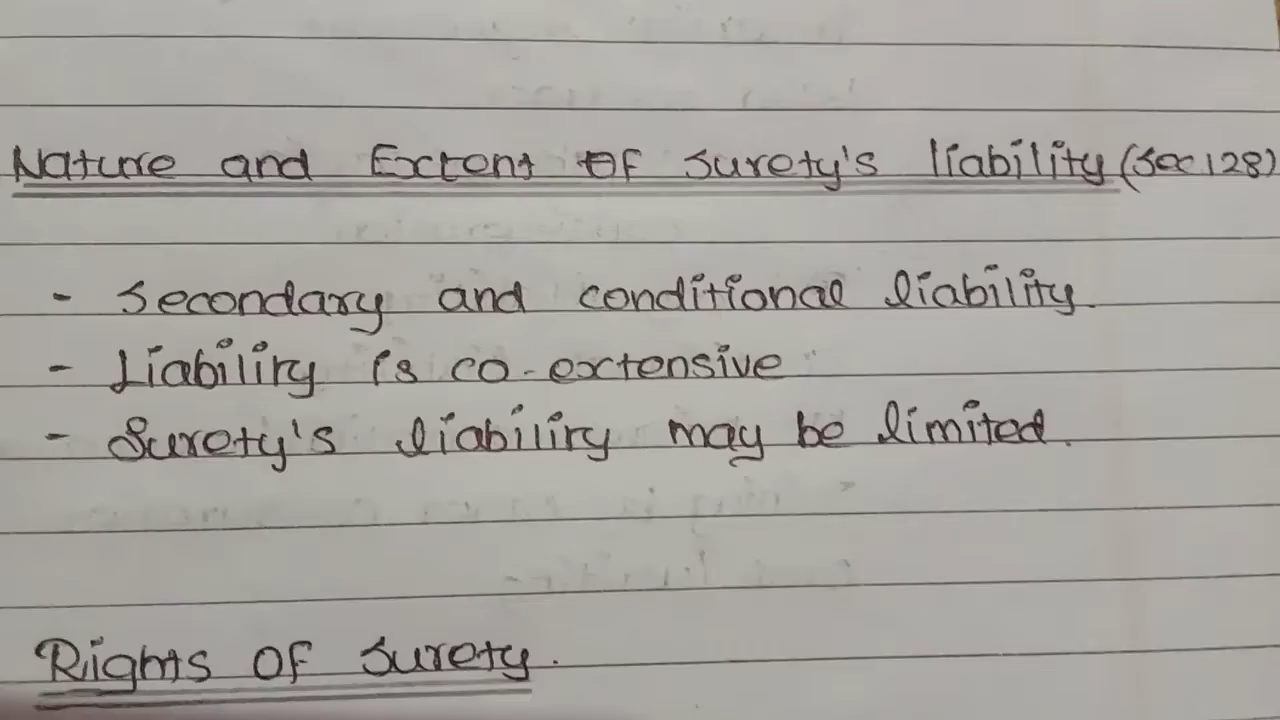 Nature and Extent of Surety's liability (Sec 128)
- Secondary and conditional liability.
- Liability is co-extensive
- Surety's liability may be limited.
Rights of Surety.